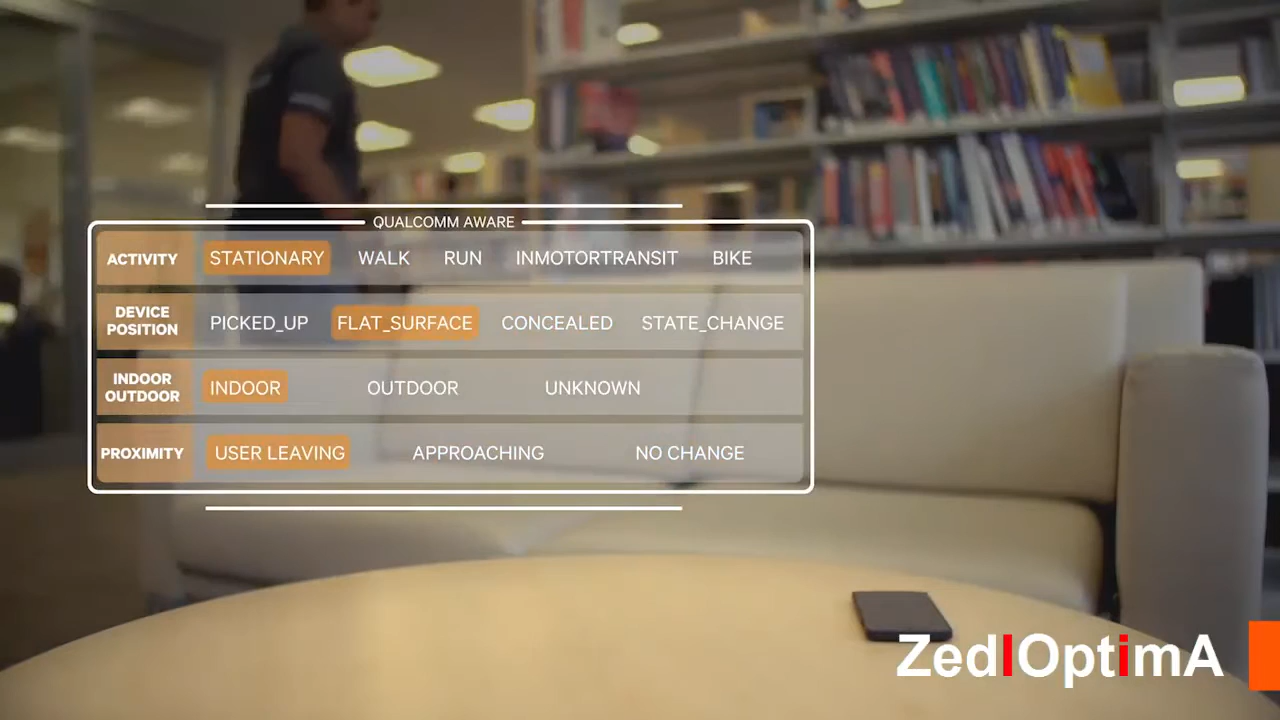 QUALCOMM AWARE
ACTIVITY STATIONARY WALK RUN INMOTORTRANSIT BIKE
DEVICE
POSITION PICKED_UP FLAT_SURFACE CONCEALED STATE_CHANGE
INDOOR
OUTDOOR INDOOR OUTDOOR UNKNOWN
PROXIMITY USER LEAVING APPROACHING NO CHANGE
ZedIOptimA